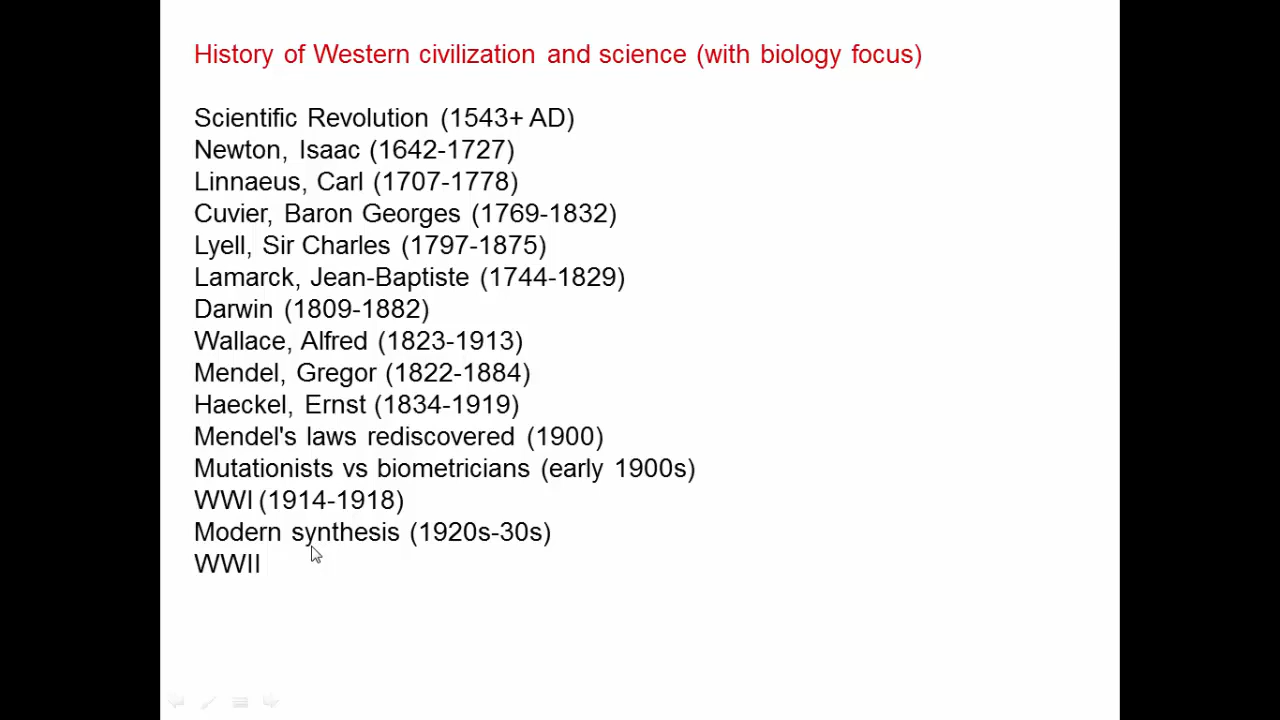 History of Western civilization and science (with biology focus)
Scientific Revolution (1543+ AD)
Newton, Isaac (1642-1727)
Linnaeus, Carl (1707-1778)
Cuvier, Baron Georges (1769-1832)
Lyell, Sir Charles (1797-1875)
Lamarck, Jean-Baptiste (1744-1829)
Darwin (1809-1882)
Wallace, Alfred (1823-1913)
Mendel, Gregor (1822-1884)
Haeckel, Ernst (1834-1919)
Mendel's laws rediscovered (1900)
Mutationists vs biometricians (early 1900s)
WWI (1914-1918)
Modern synthesis (1920s-30s)
WWII